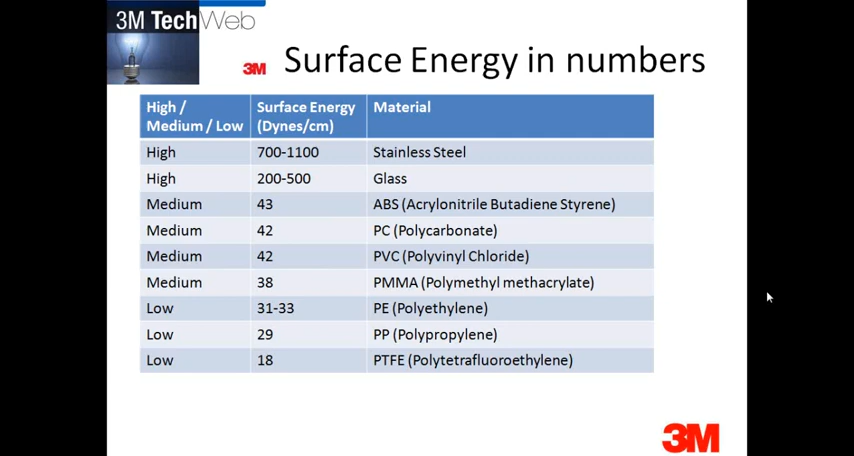 3M TechWeb
3M Surface Energy in numbers
High / Medium / Low Surface Energy (Dynes/cm) Material
High 700-1100 Stainless Steel
High 200-500 Glass
Medium 43 ABS (Acrylonitrile Butadiene Styrene)
Medium 42 PC (Polycarbonate)
Medium 42 PVC (Polyvinyl Chloride)
Medium 38 PMMA (Polymethyl methacrylate)
Low 31-33 PE (Polyethylene)
Low 29 PP (Polypropylene)
Low 18 PTFE (Polytetrafluoroethylene)
3M